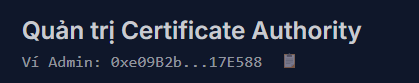 Quản trị Certificate Authority
Ví Admin: 0xe09B2b...17E588